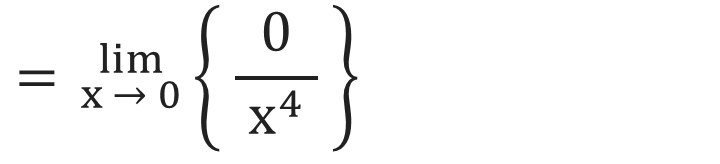 = lim x → 0 { 0 / x⁴ }